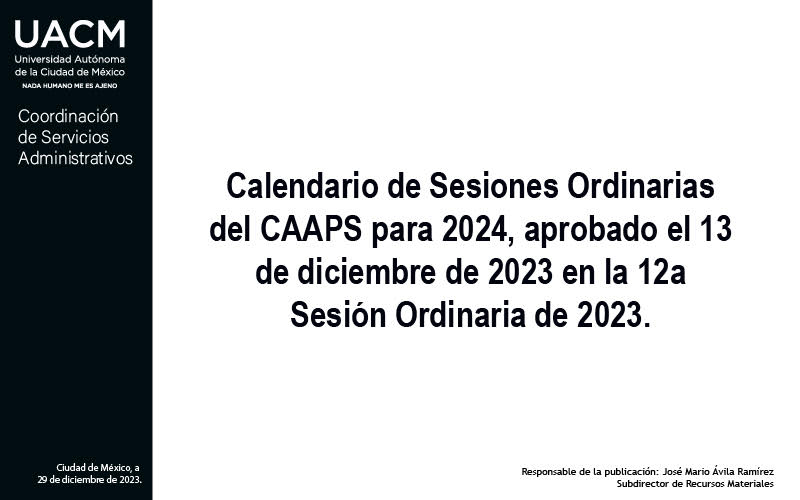 UACM
Universidad Autónoma
de la Ciudad de México
NADA HUMANO ME ES AJENO
Coordinación
de Servicios
Administrativos
Calendario de Sesiones Ordinarias
del CAAPS para 2024, aprobado el 13
de diciembre de 2023 en la 12a
Sesión Ordinaria de 2023.
Ciudad de México, a
29 de diciembre de 2023.
Responsable de la publicación: José Mario Ávila Ramírez
Subdirector de Recursos Materiales